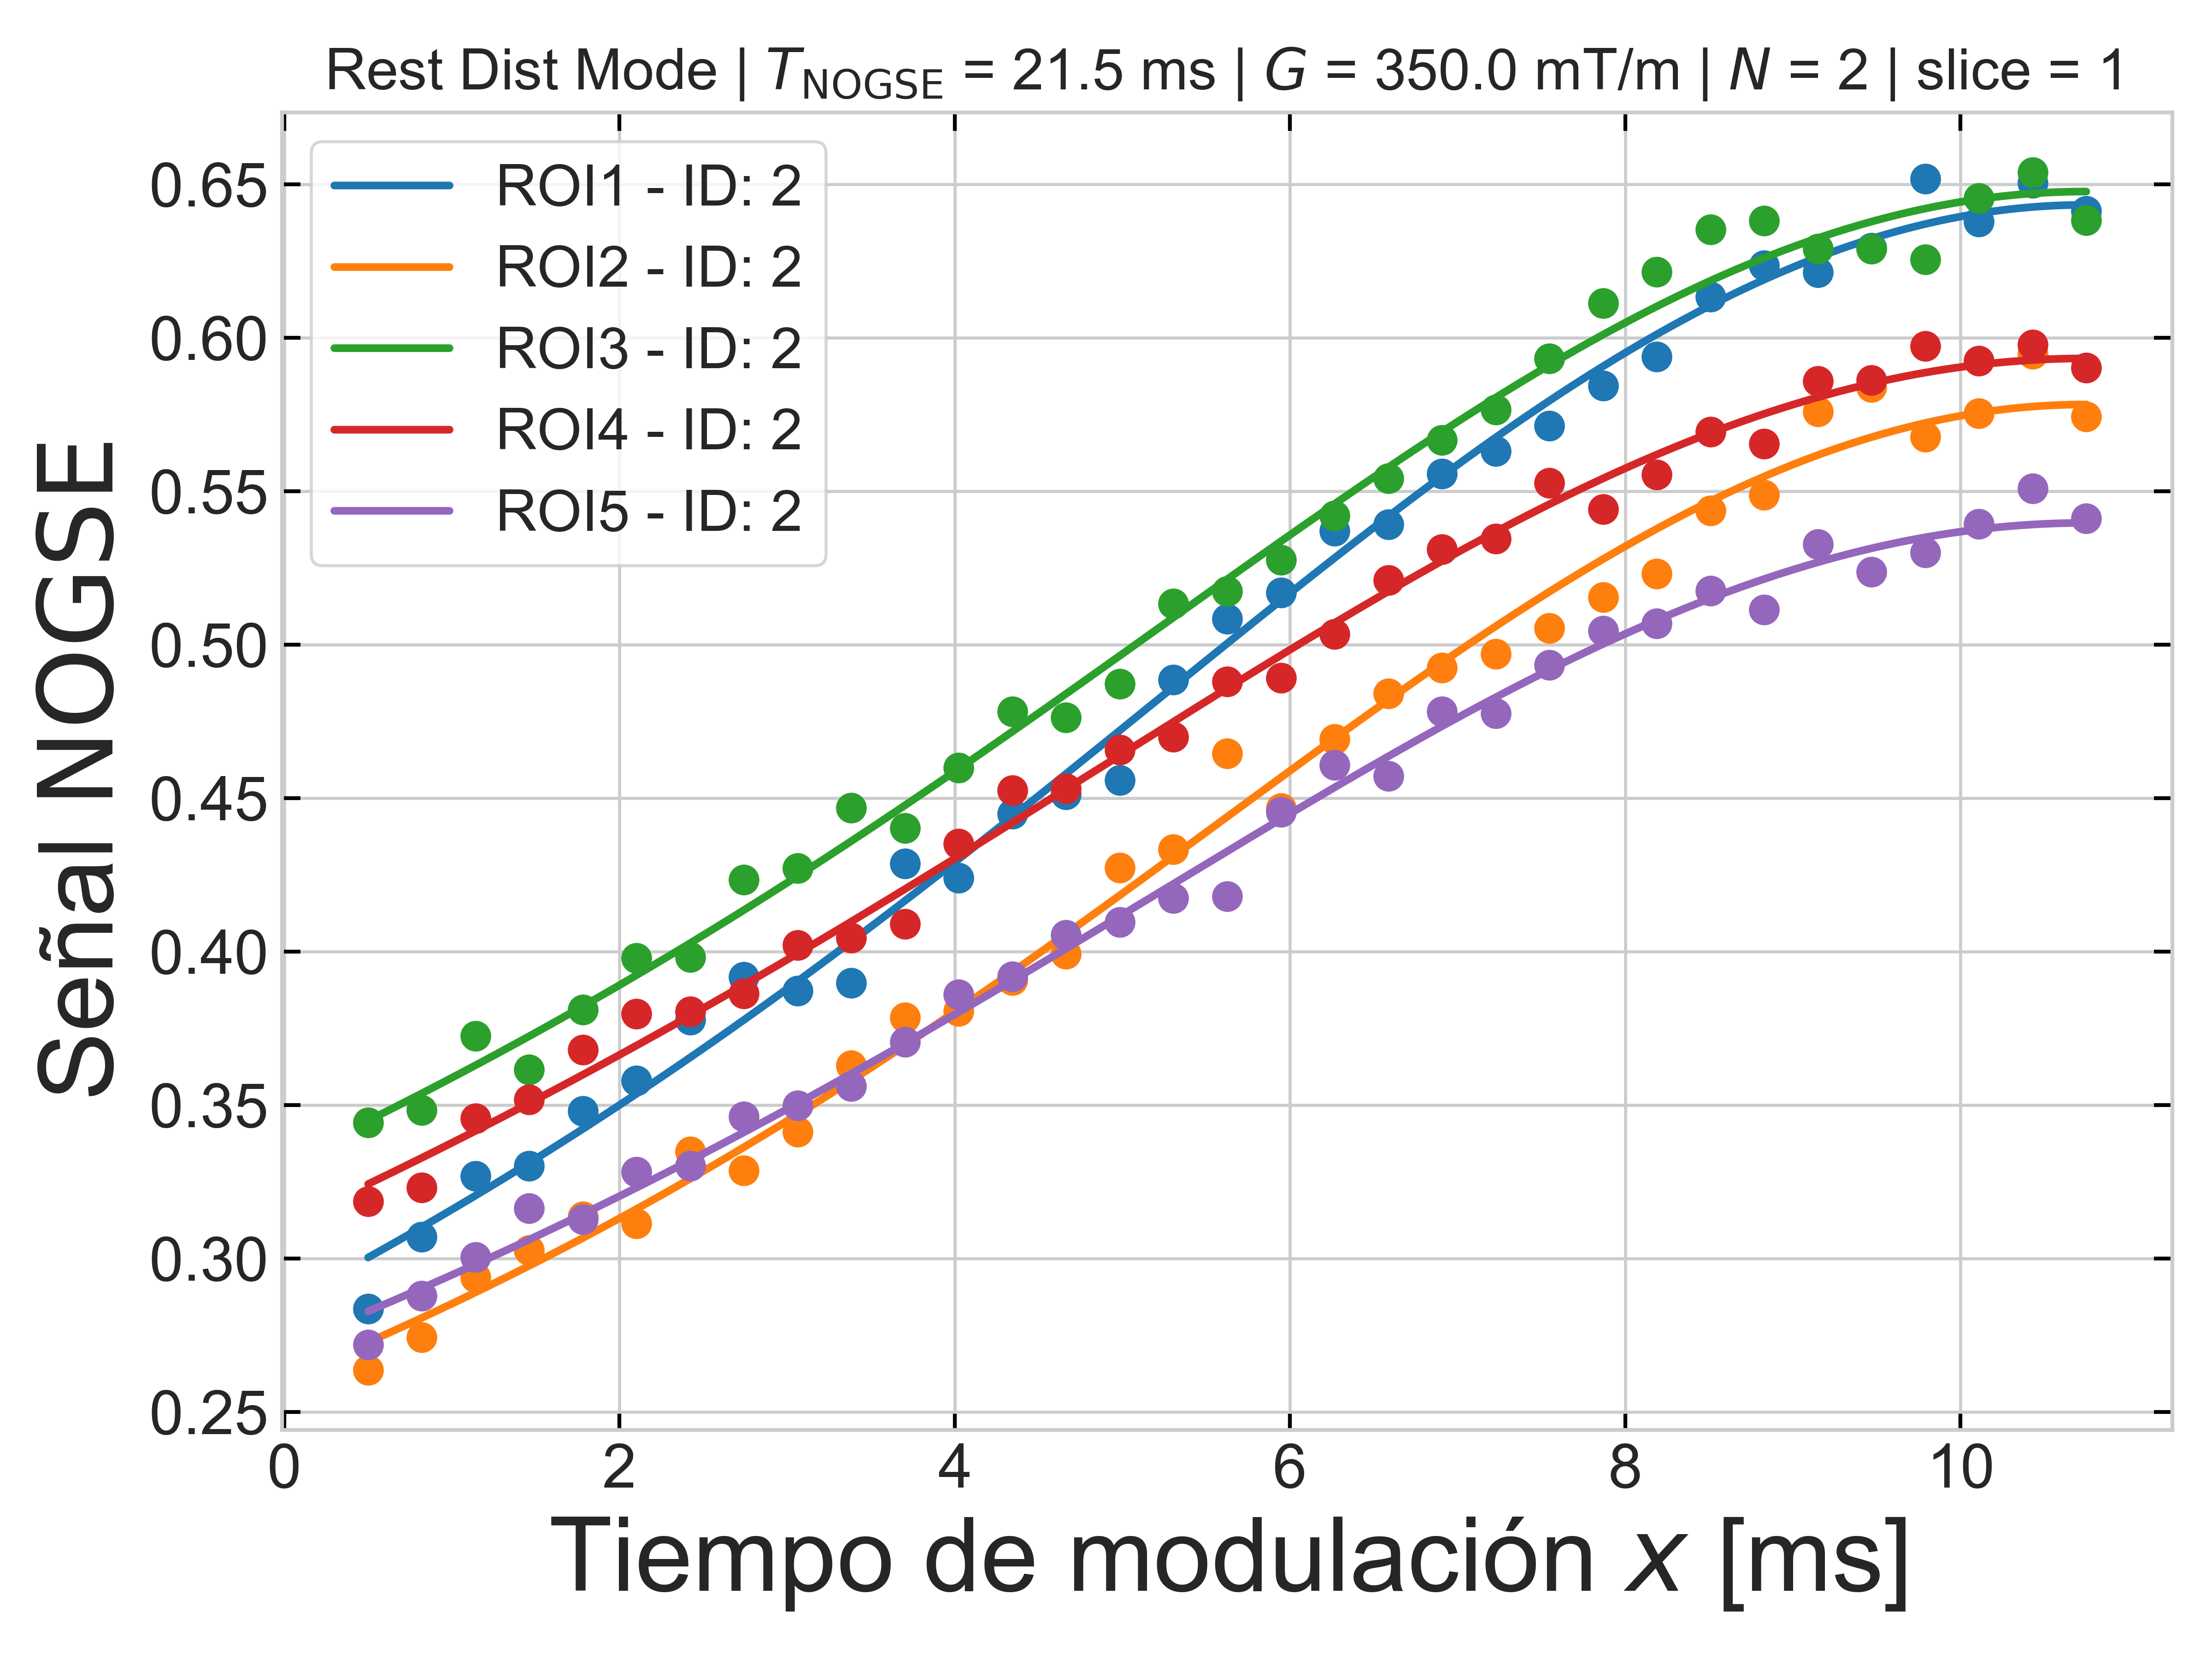 Rest Dist Mode | T_NOGSE = 21.5 ms | G = 350.0 mT/m | N = 2 | slice = 1
ROI1 - ID: 2
ROI2 - ID: 2
ROI3 - ID: 2
ROI4 - ID: 2
ROI5 - ID: 2
Señal NOGSE
0.65
0.60
0.55
0.50
0.45
0.40
0.35
0.30
0.25
0 2 4 6 8 10
Tiempo de modulación x [ms]